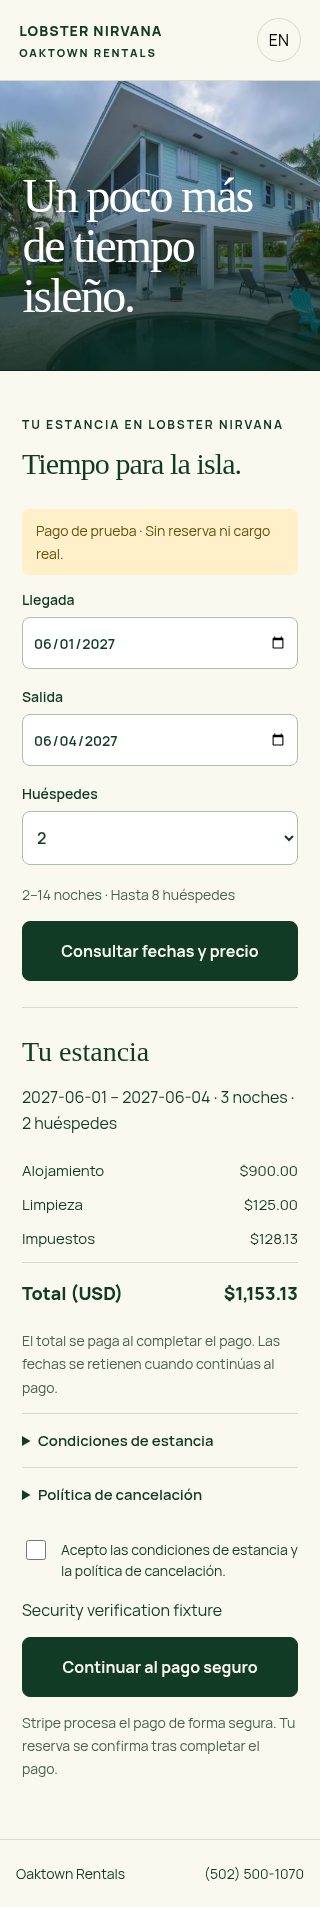 LOBSTER NIRVANA
OAKTOWN RENTALS
EN
Un poco más
de tiempo
isleño.
TU ESTANCIA EN LOBSTER NIRVANA
Tiempo para la isla.
Pago de prueba · Sin reserva ni cargo
real.
Llegada
06/01/2027
Salida
06/04/2027
Huéspedes
2
2–14 noches · Hasta 8 huéspedes
Consultar fechas y precio
Tu estancia
2027-06-01 – 2027-06-04 · 3 noches ·
2 huéspedes
Alojamiento $900.00
Limpieza $125.00
Impuestos $128.13
Total (USD) $1,153.13
El total se paga al completar el pago. Las
fechas se retienen cuando continúas al
pago.
Condiciones de estancia
Política de cancelación
Acepto las condiciones de estancia y
la política de cancelación.
Security verification fixture
Continuar al pago seguro
Stripe procesa el pago de forma segura. Tu
reserva se confirma tras completar el
pago.
Oaktown Rentals (502) 500-1070